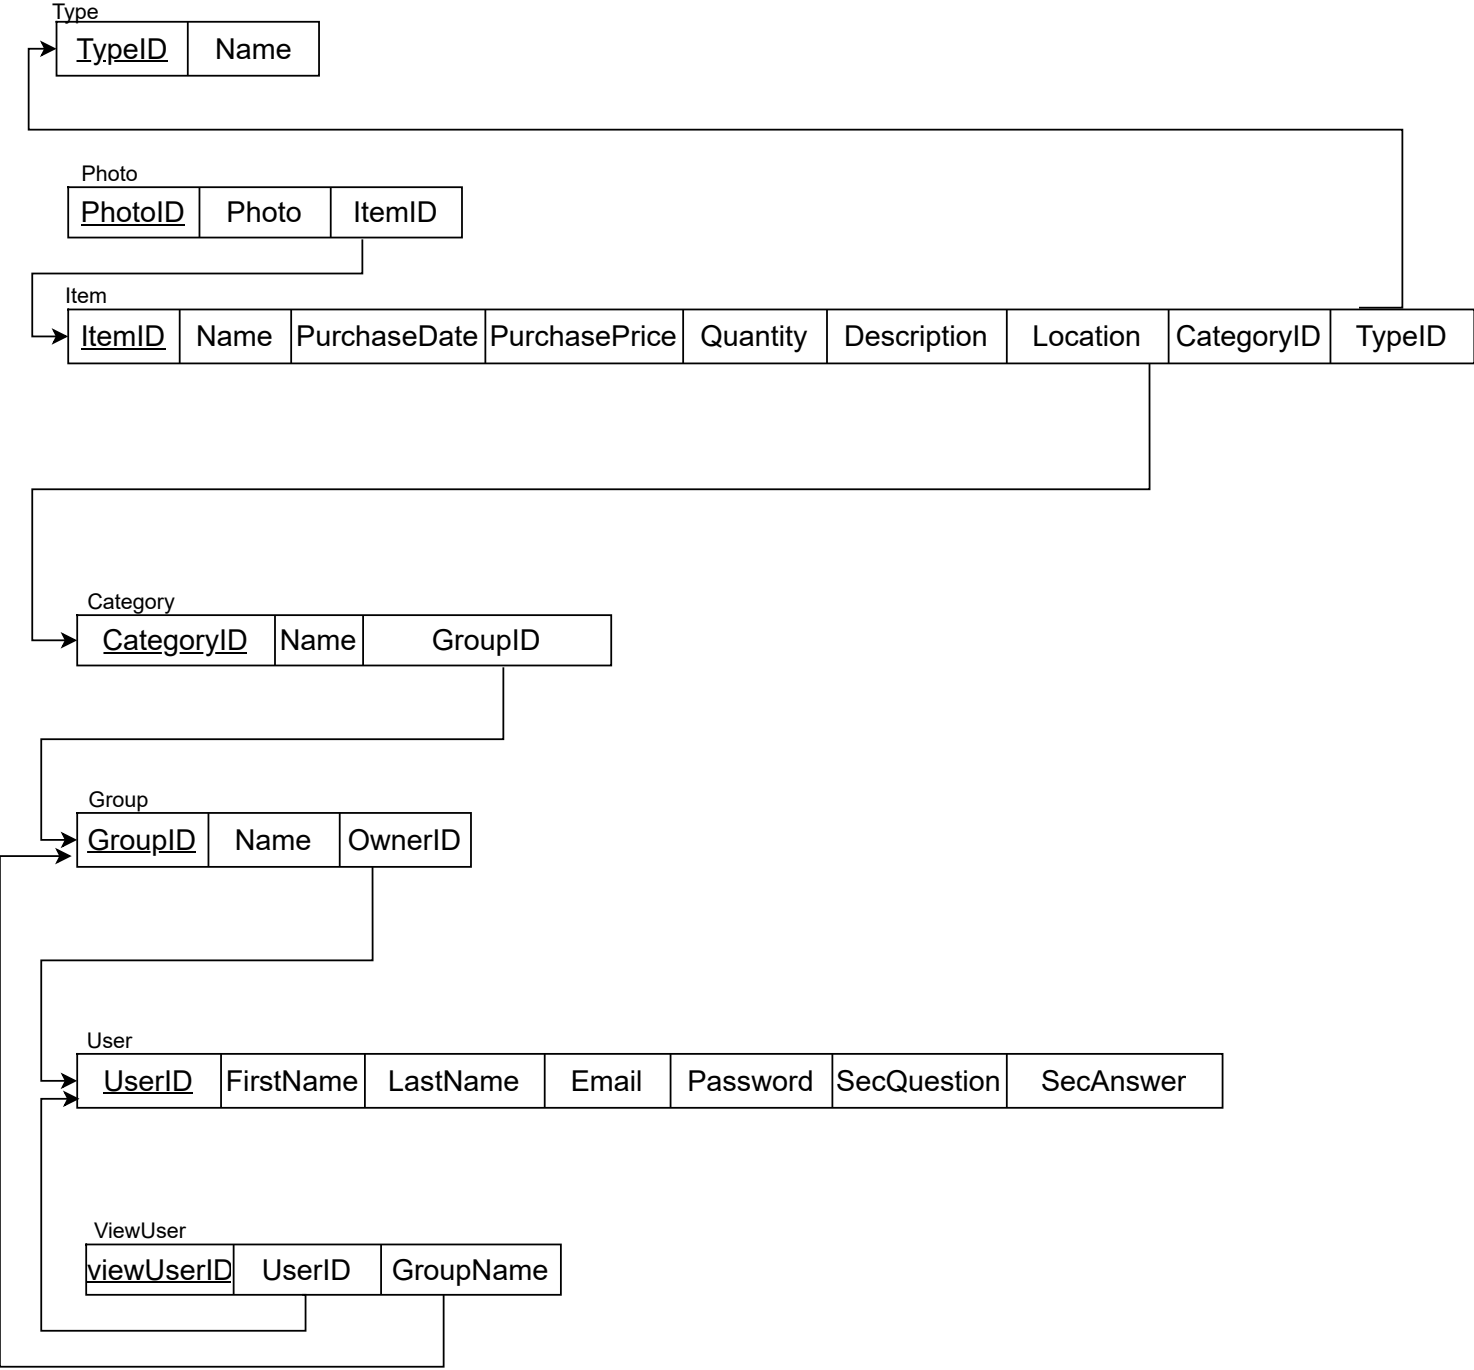 Type
TypeID Name
Photo
PhotoID Photo ItemID
Item
ItemID Name PurchaseDate PurchasePrice Quantity Description Location CategoryID TypeID
Category
CategoryID Name GroupID
Group
GroupID Name OwnerID
User
UserID FirstName LastName Email Password SecQuestion SecAnswer
ViewUser
viewUserID UserID GroupName